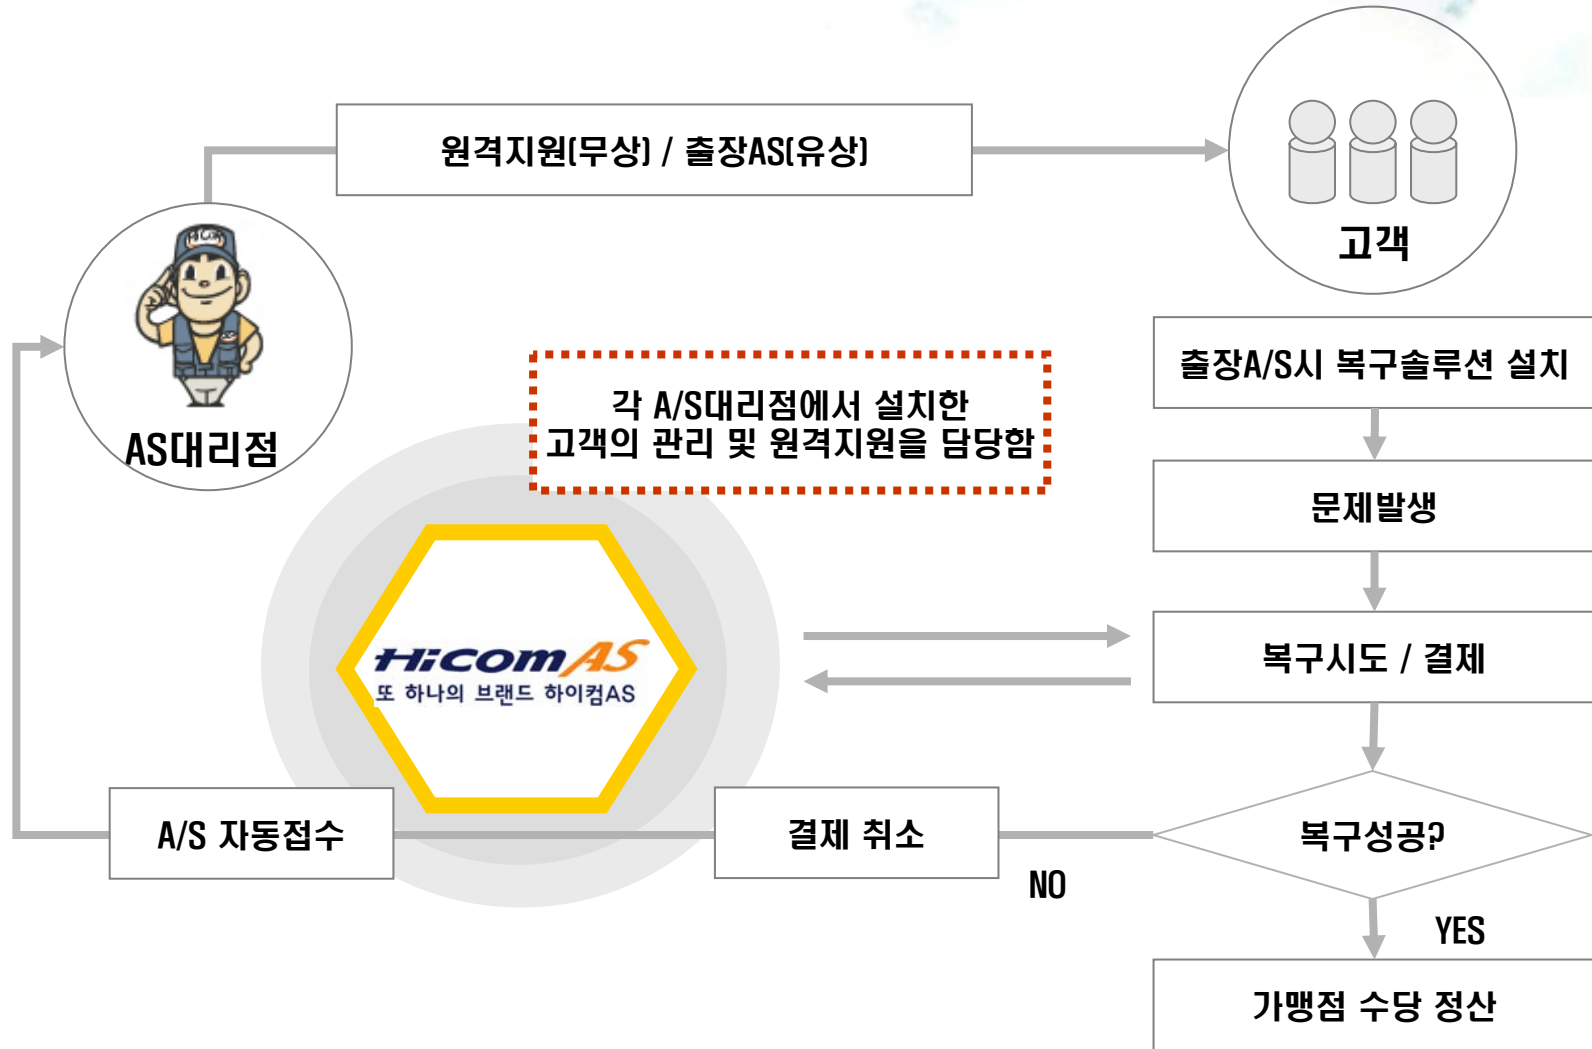 원격지원(무상) / 출장AS(유상)
고객
AS대리점
출장A/S시 복구솔루션 설치
각 A/S대리점에서 설치한
고객의 관리 및 원격지원을 담당함
문제발생
HicomAS
또 하나의 브랜드 하이컴AS
복구시도 / 결제
A/S 자동접수
결제 취소
복구성공?
NO
YES
가맹점 수당 정산